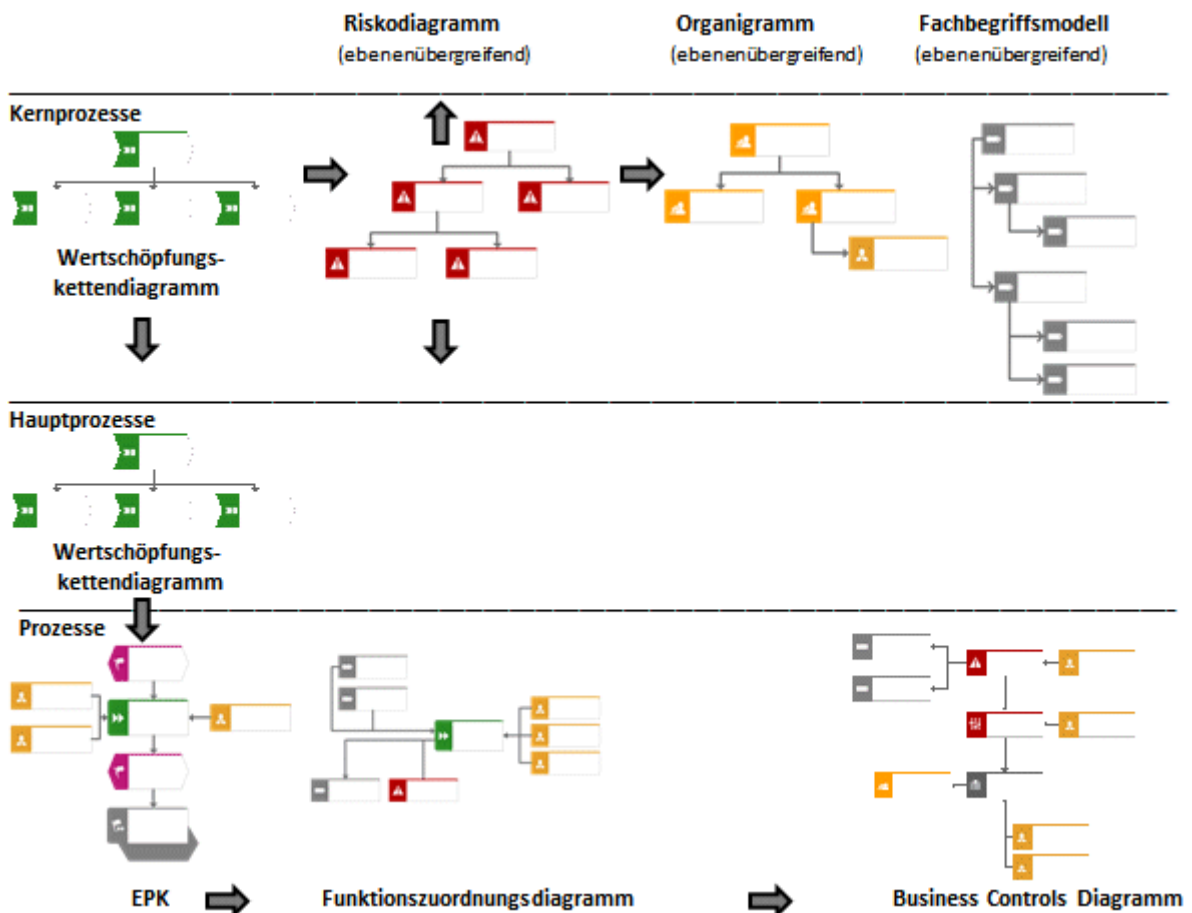 Riskodiagramm
(ebenenübergreifend)
Organigramm
(ebenenübergreifend)
Fachbegriffsmodell
(ebenenübergreifend)
Kernprozesse
Wertschöpfungs-
kettendiagramm
Hauptprozesse
Wertschöpfungs-
kettendiagramm
Prozesse
EPK
Funktionszuordnungsdiagramm
Business Controls Diagramm